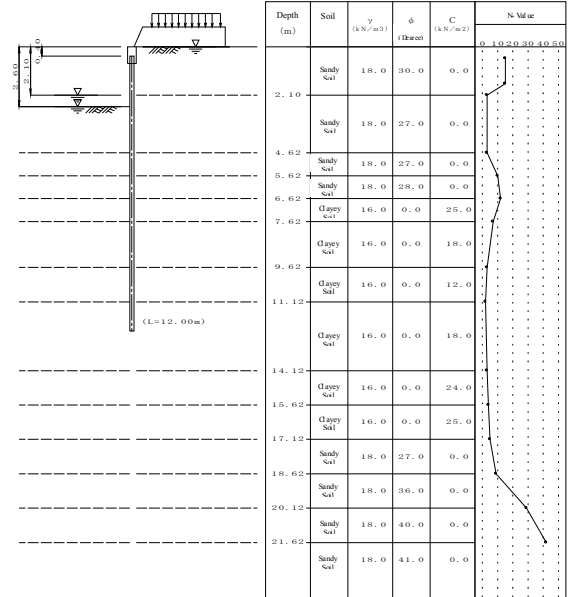 Depth Soil γ ϕ C N-Value
(m) (kN/m3) (Degree) (kN/m2)
0 10 20 30 40 50
0.40
2.10
2.60
Sandy Soil 18.0 30.0 0.0
2.10
Sandy Soil 18.0 27.0 0.0
4.62
Sandy Soil 18.0 27.0 0.0
5.62
Sandy Soil 18.0 28.0 0.0
6.62
Clayey Soil 16.0 0.0 25.0
7.62
Clayey Soil 16.0 0.0 18.0
9.62
Clayey Soil 16.0 0.0 12.0
11.12
(L=12.00m)
Clayey Soil 16.0 0.0 18.0
14.12
Clayey Soil 16.0 0.0 24.0
15.62
Clayey Soil 16.0 0.0 25.0
17.12
Sandy Soil 18.0 27.0 0.0
18.62
Sandy Soil 18.0 36.0 0.0
20.12
Sandy Soil 18.0 40.0 0.0
21.62
Sandy Soil 18.0 41.0 0.0